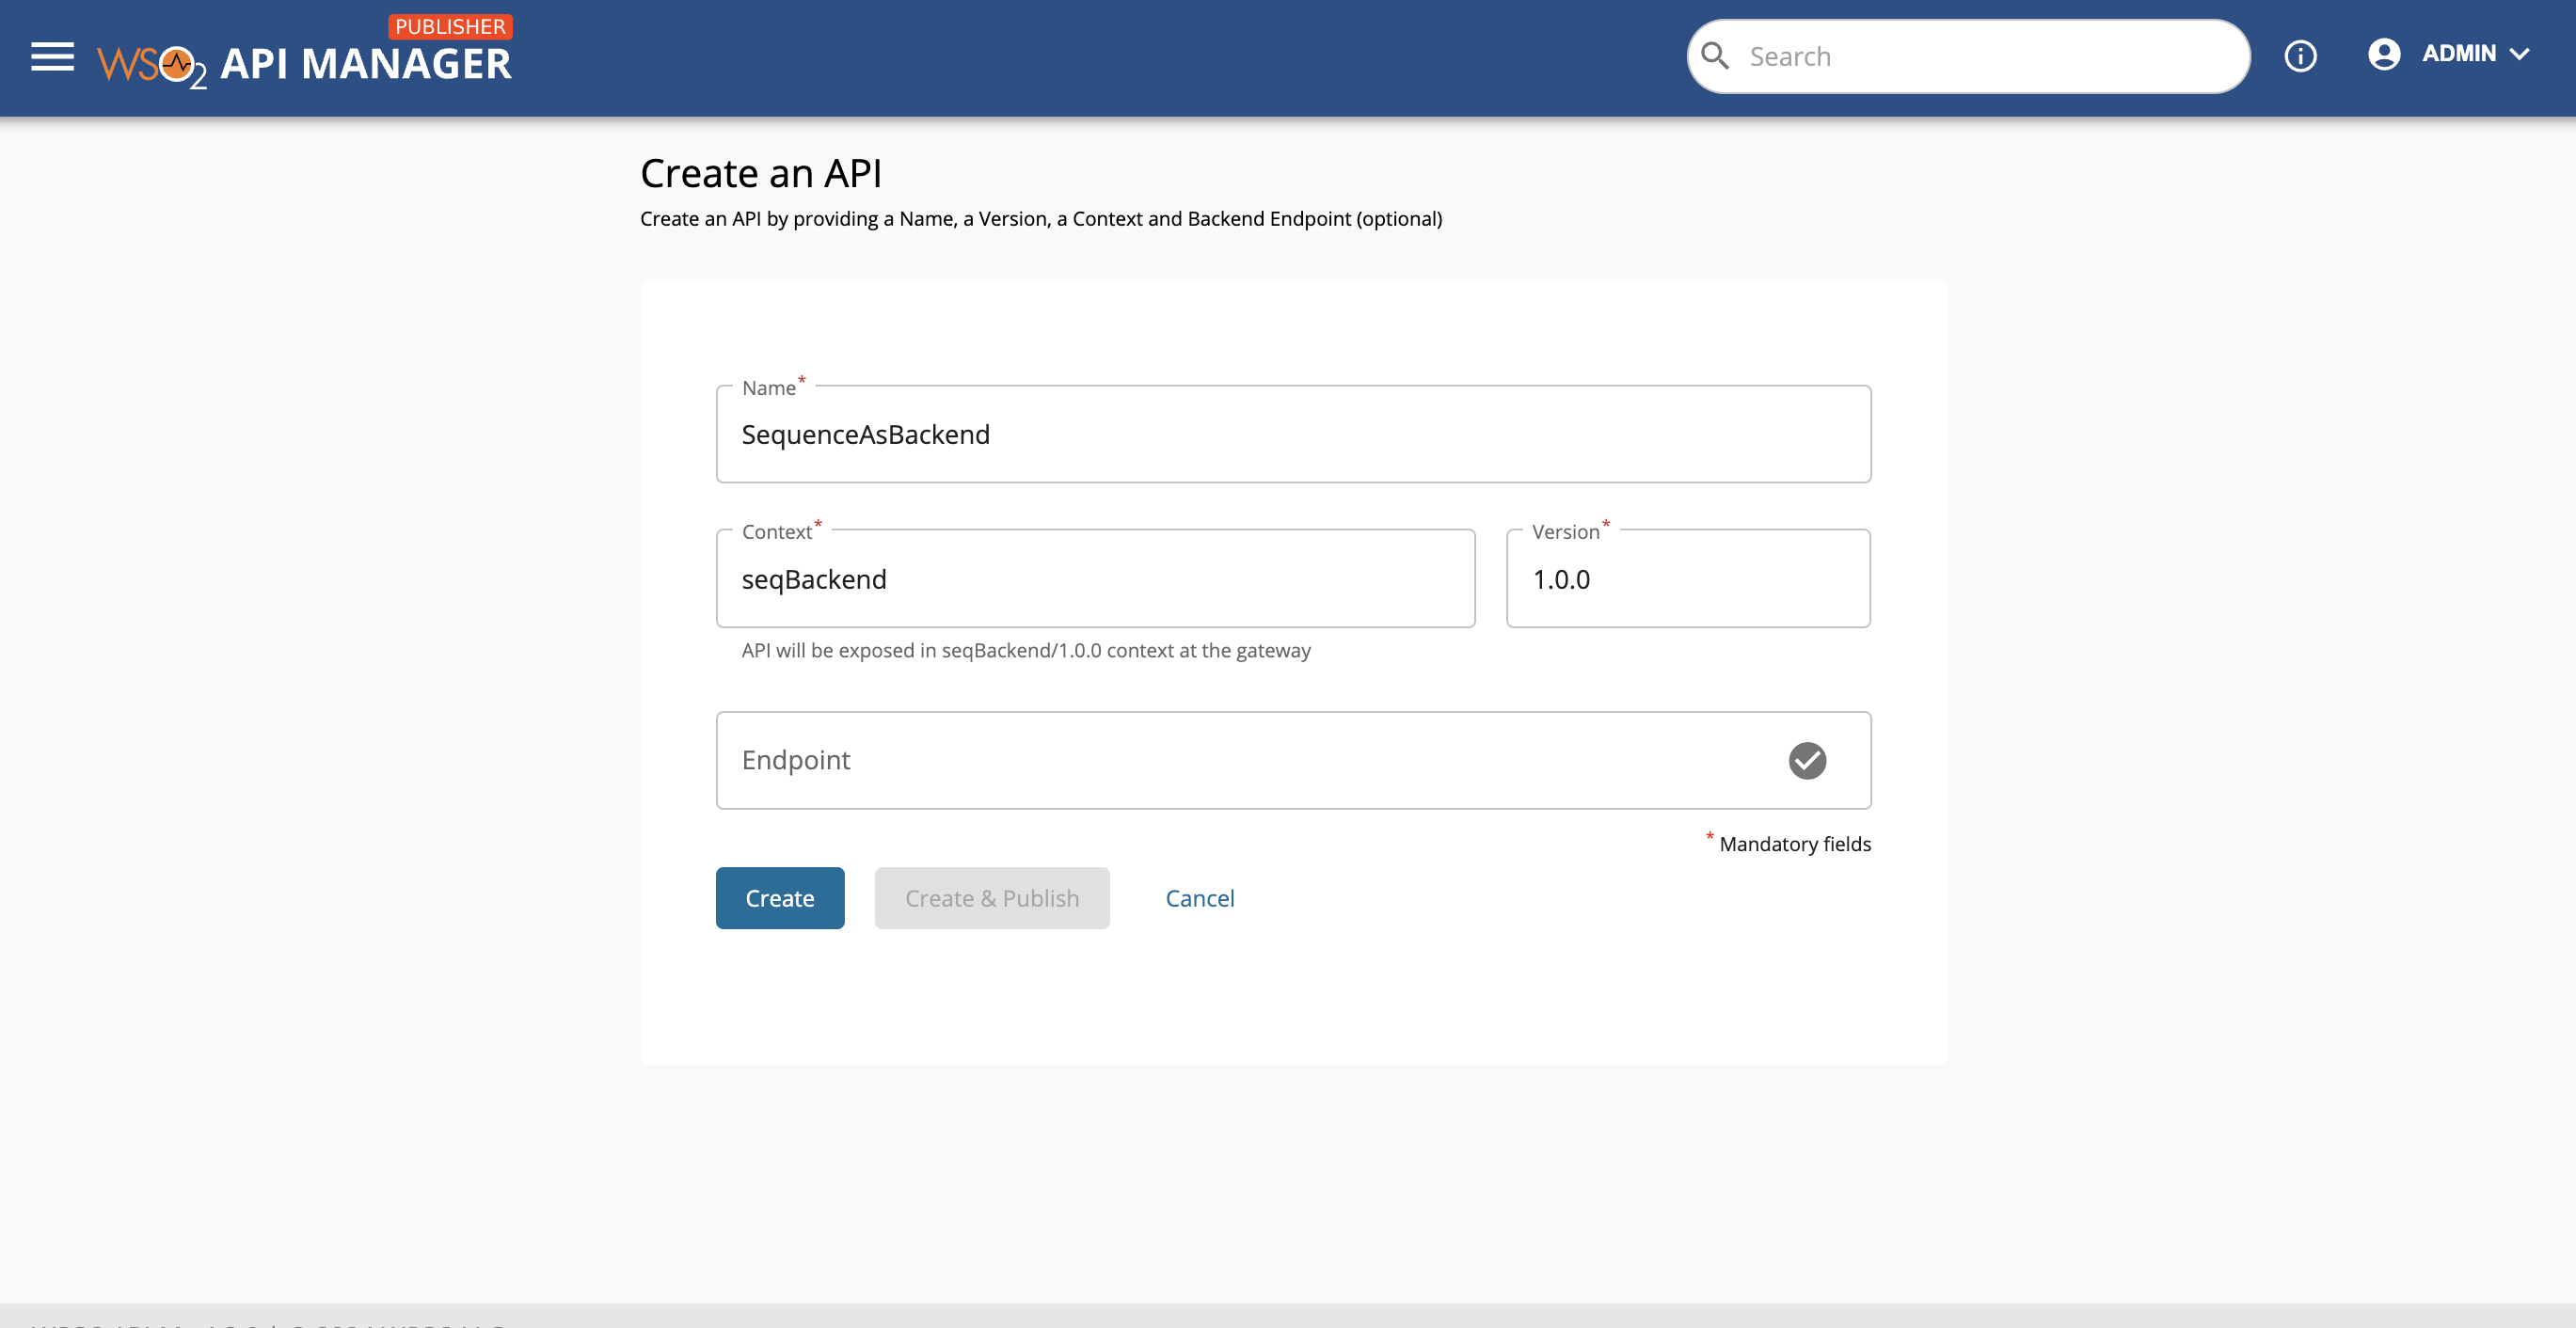 PUBLISHER
WSO2 API MANAGER
Search
ADMIN
Create an API
Create an API by providing a Name, a Version, a Context and Backend Endpoint (optional)
Name*
SequenceAsBackend
Context*
Version*
seqBackend
1.0.0
API will be exposed in seqBackend/1.0.0 context at the gateway
Endpoint
* Mandatory fields
Create
Create & Publish
Cancel